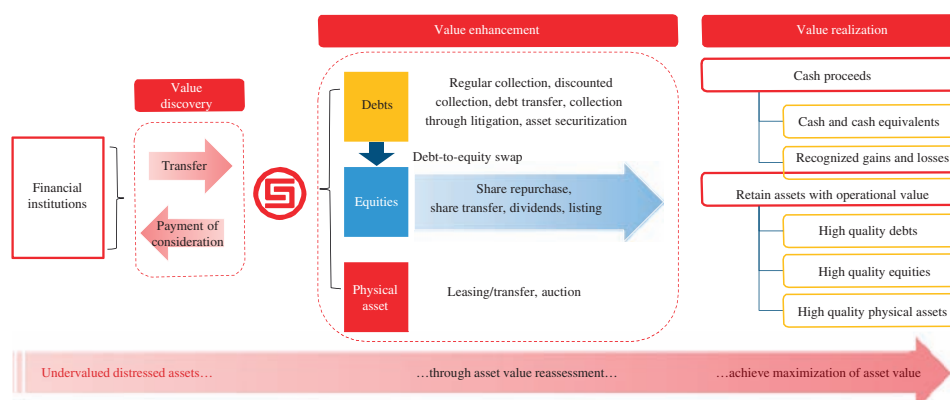 Value enhancement
Value realization
Value
discovery
Financial
institutions
Transfer
Payment of
consideration
Debts
Regular collection, discounted
collection, debt transfer, collection
through litigation, asset securitization
Debt-to-equity swap
Equities
Share repurchase,
share transfer, dividends, listing
Physical
asset
Leasing/transfer, auction
Cash proceeds
Cash and cash equivalents
Recognized gains and losses
Retain assets with operational value
High quality debts
High quality equities
High quality physical assets
Undervalued distressed assets…
…through asset value reassessment…
…achieve maximization of asset value